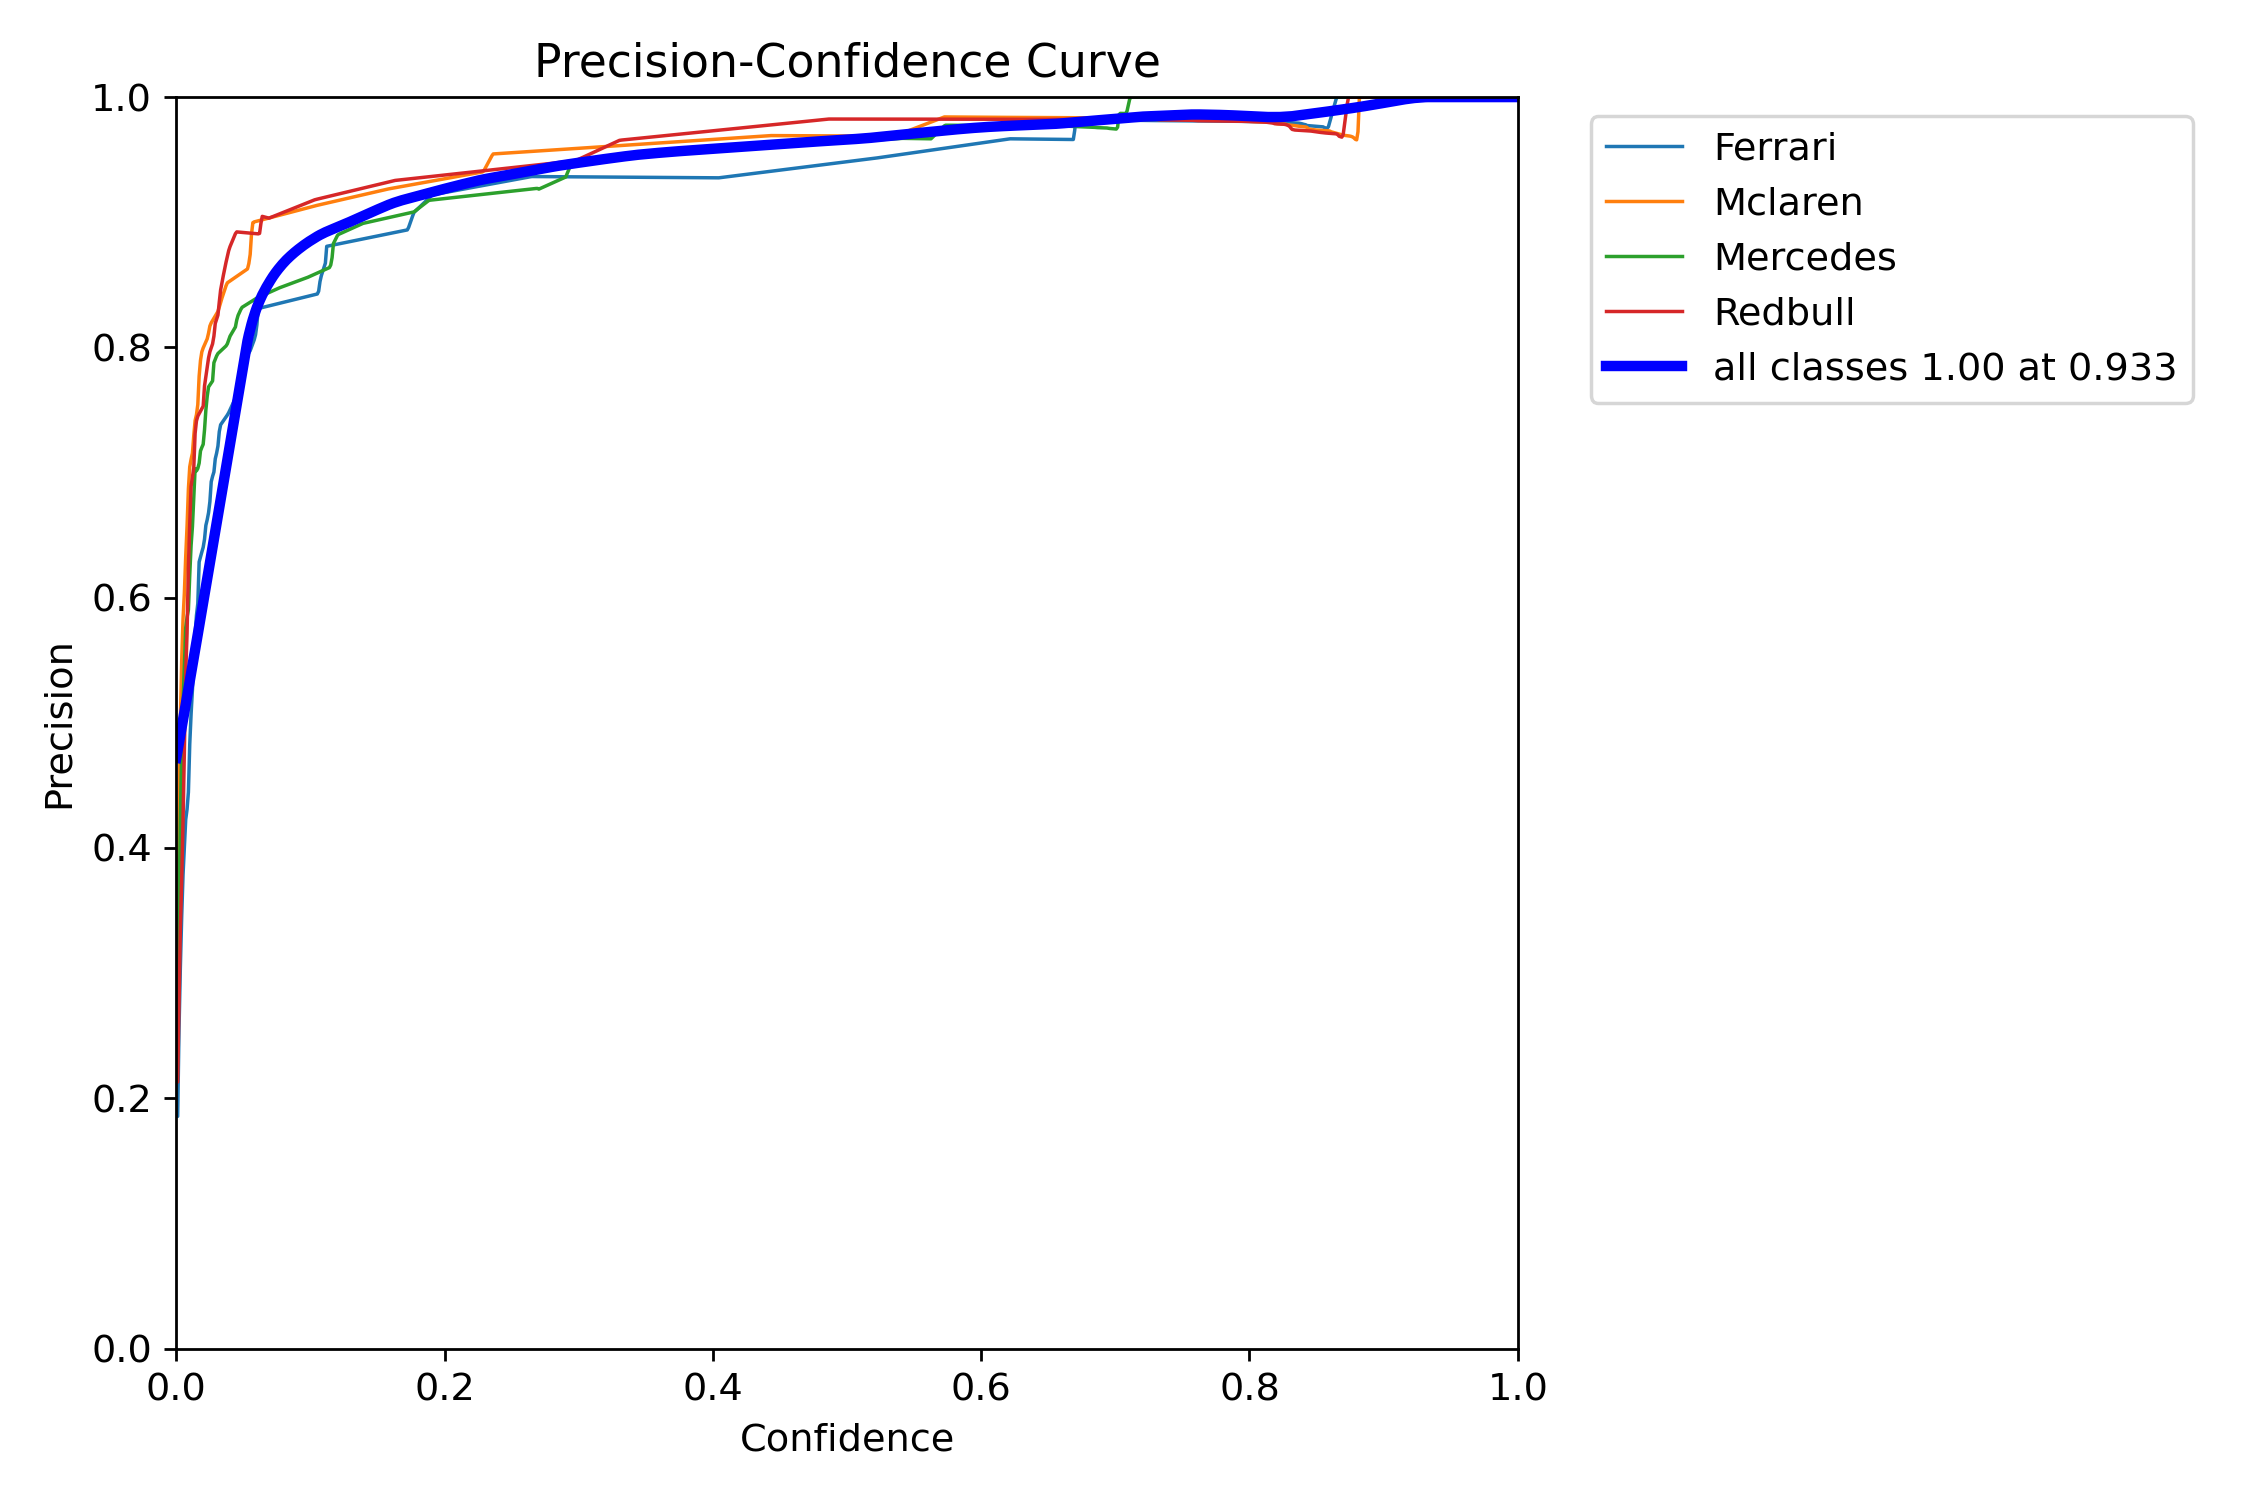 Precision-Confidence Curve
1.0
0.8
0.6
0.4
0.2
0.0
Precision
0.0 0.2 0.4 0.6 0.8 1.0
Confidence
Ferrari
Mclaren
Mercedes
Redbull
all classes 1.00 at 0.933